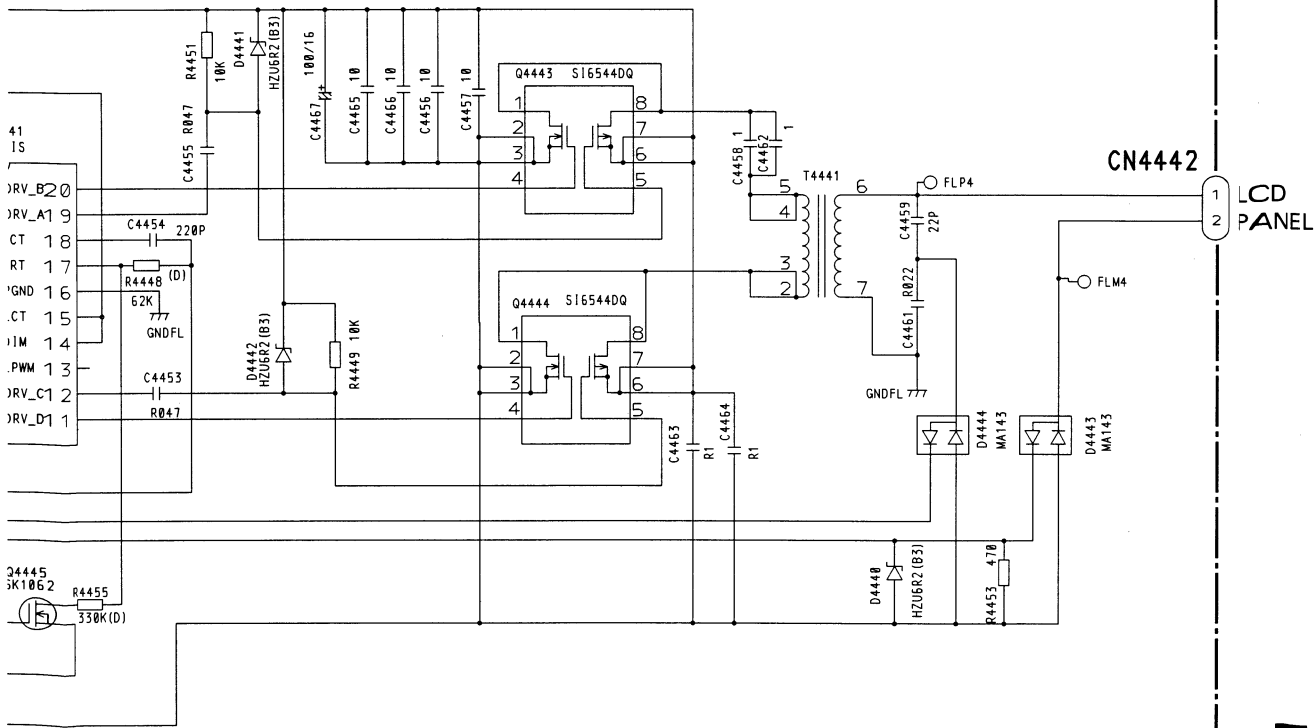 R4451
10K
D4441
HZU6R2(B3)
C4467
100/16
C4465 10
C4466 10
C4456 10
C4457 10
Q4443 SI6544DQ
1
2
3
4
8
7
6
5
C4458 1
C4462 1
T4441
5
4
3
2
6
7
FLP4
C4459
22P
CN4442
1
2
LCD
PANEL
FLM4
41
IS
C4455 R047
DRV_B 20
DRV_A 19
CT 18
RT 17
PGND 16
LCT 15
DIM 14
LPWM 13
DRV_C 12
DRV_D 11
C4454 220P
R4448 (D)
62K
GNDFL
C4453
R047
D4442
HZU6R2(B3)
R4449 10K
Q4444 SI6544DQ
1
2
3
4
8
7
6
5
C4461 R022
GNDFL
C4463
R1
C4464
R1
D4444
MA143
D4443
MA143
D4440
HZU6R2(B3)
R4453 470
Q4445
SK1062
R4455
330K(D)